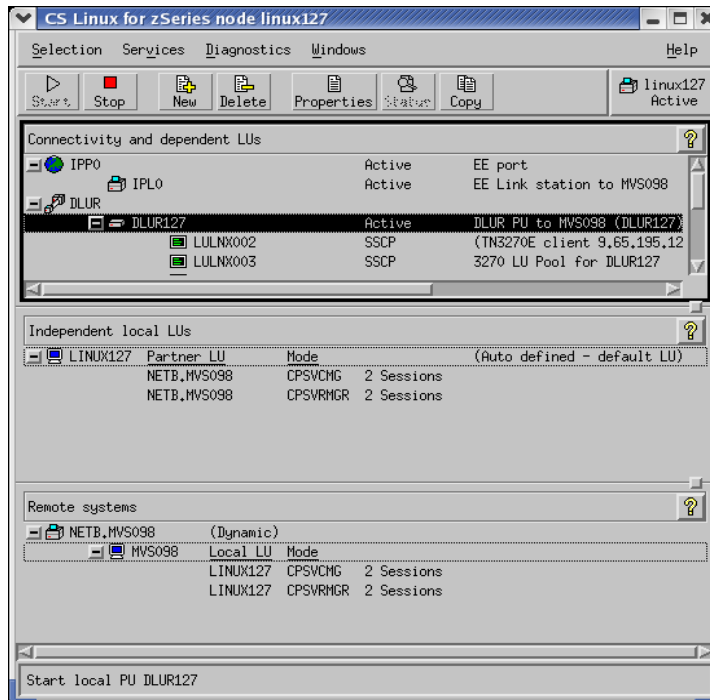 CS Linux for zSeries node linux127
Selection Services Diagnostics Windows Help
Start Stop New Delete Properties Status Copy linux127
Active
Connectivity and dependent LUs
IPP0 Active EE port
IPL0 Active EE Link station to MVS098
DLUR
DLUR127 Active DLUR PU to MVS098 (DLUR127)
LULNX002 SSCP (TN3270E client 9.65.195.12
LULNX003 SSCP 3270 LU Pool for DLUR127
Independent local LUs
LINUX127 Partner LU Mode (Auto defined - default LU)
NETB.MVS098 CPSVCMG 2 Sessions
NETB.MVS098 CPSVRMGR 2 Sessions
Remote systems
NETB.MVS098 (Dynamic)
MVS098 Local LU Mode
LINUX127 CPSVCMG 2 Sessions
LINUX127 CPSVRMGR 2 Sessions
Start local PU DLUR127